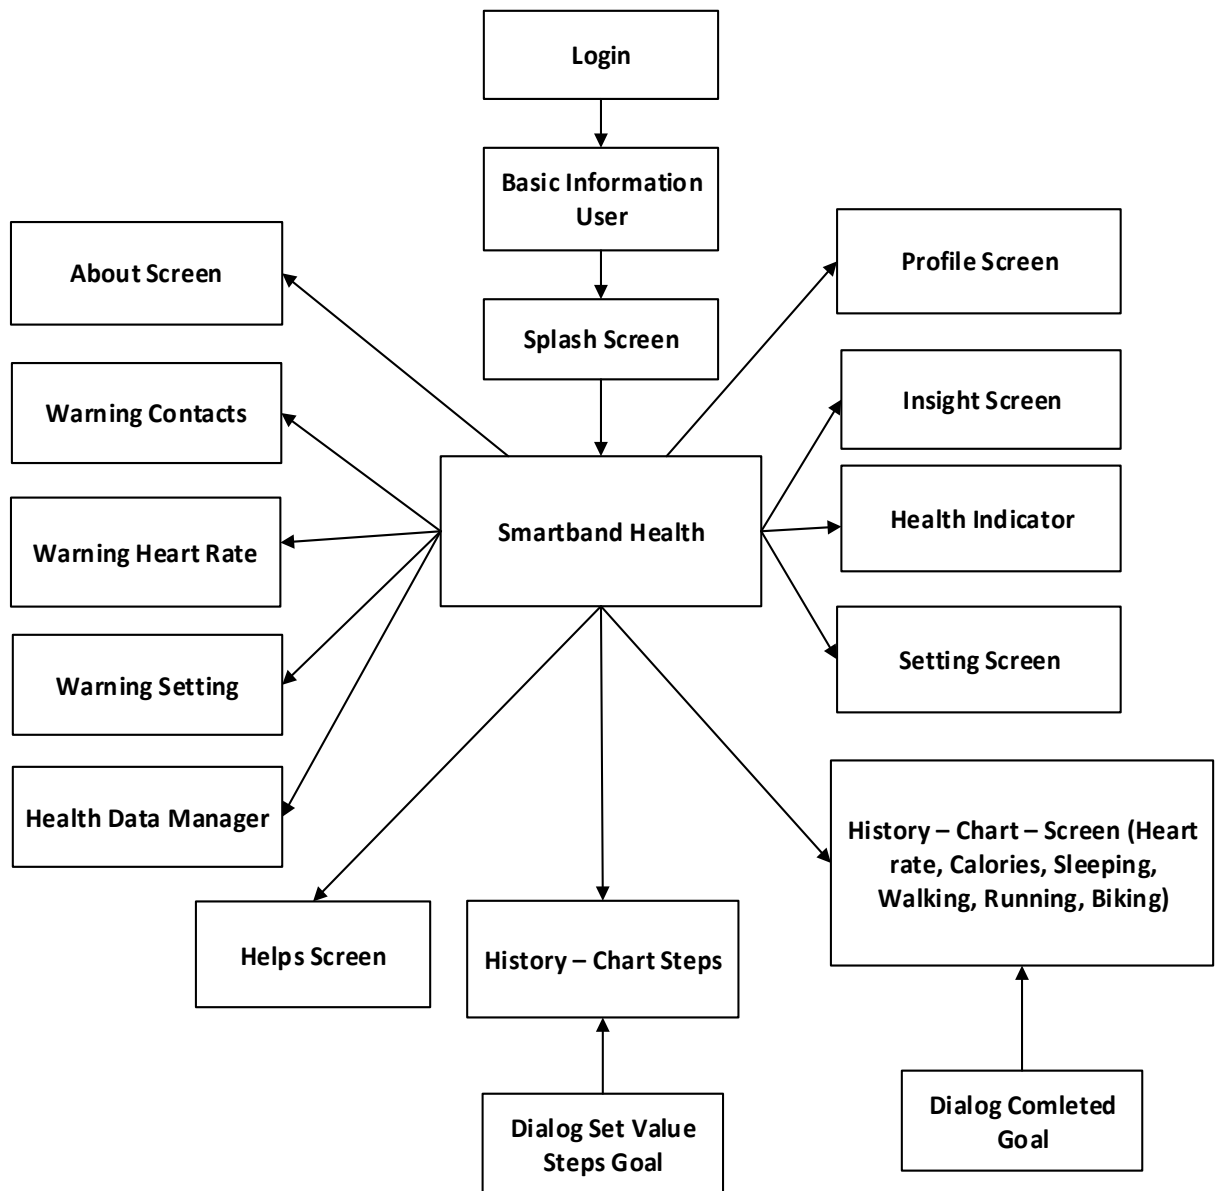 Login
Basic Information
User
About Screen
Profile Screen
Splash Screen
Warning Contacts
Insight Screen
Smartband Health
Health Indicator
Warning Heart Rate
Warning Setting
Setting Screen
Health Data Manager
History – Chart – Screen (Heart
rate, Calories, Sleeping,
Walking, Running, Biking)
Helps Screen
History – Chart Steps
Dialog Set Value
Steps Goal
Dialog Comleted
Goal